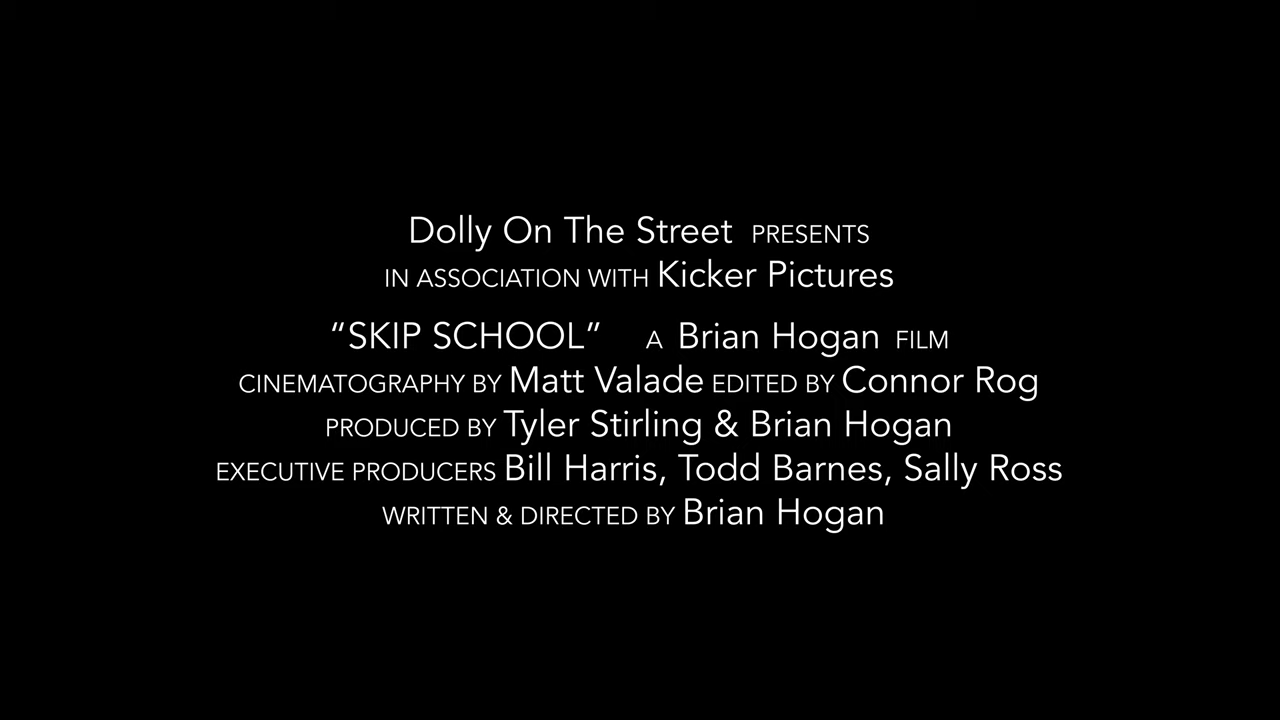 Dolly On The Street PRESENTS
IN ASSOCIATION WITH Kicker Pictures
“SKIP SCHOOL” A Brian Hogan FILM
CINEMATOGRAPHY BY Matt Valade EDITED BY Connor Rog
PRODUCED BY Tyler Stirling & Brian Hogan
EXECUTIVE PRODUCERS Bill Harris, Todd Barnes, Sally Ross
WRITTEN & DIRECTED BY Brian Hogan